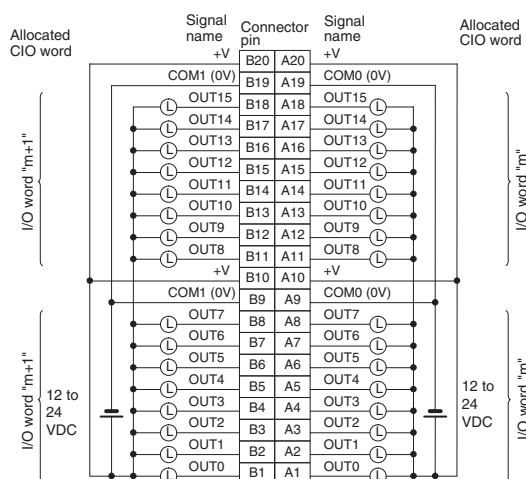 Allocated
CIO word
Signal
name
Connector
pin
Signal
name
Allocated
CIO word
+V B20 A20 +V
COM1 (0V) B19 A19 COM0 (0V)
L OUT15 B18 A18 OUT15 L
L OUT14 B17 A17 OUT14 L
L OUT13 B16 A16 OUT13 L
L OUT12 B15 A15 OUT12 L
L OUT11 B14 A14 OUT11 L
L OUT10 B13 A13 OUT10 L
L OUT9 B12 A12 OUT9 L
L OUT8 B11 A11 OUT8 L
I/O word "m+1"
I/O word "m"
+V B10 A10 +V
COM1 (0V) B9 A9 COM0 (0V)
L OUT7 B8 A8 OUT7 L
L OUT6 B7 A7 OUT6 L
L OUT5 B6 A6 OUT5 L
L OUT4 B5 A5 OUT4 L
L OUT3 B4 A4 OUT3 L
L OUT2 B3 A3 OUT2 L
L OUT1 B2 A2 OUT1 L
L OUT0 B1 A1 OUT0 L
I/O word "m+1"
12 to
24
VDC
12 to
24
VDC
I/O word "m"